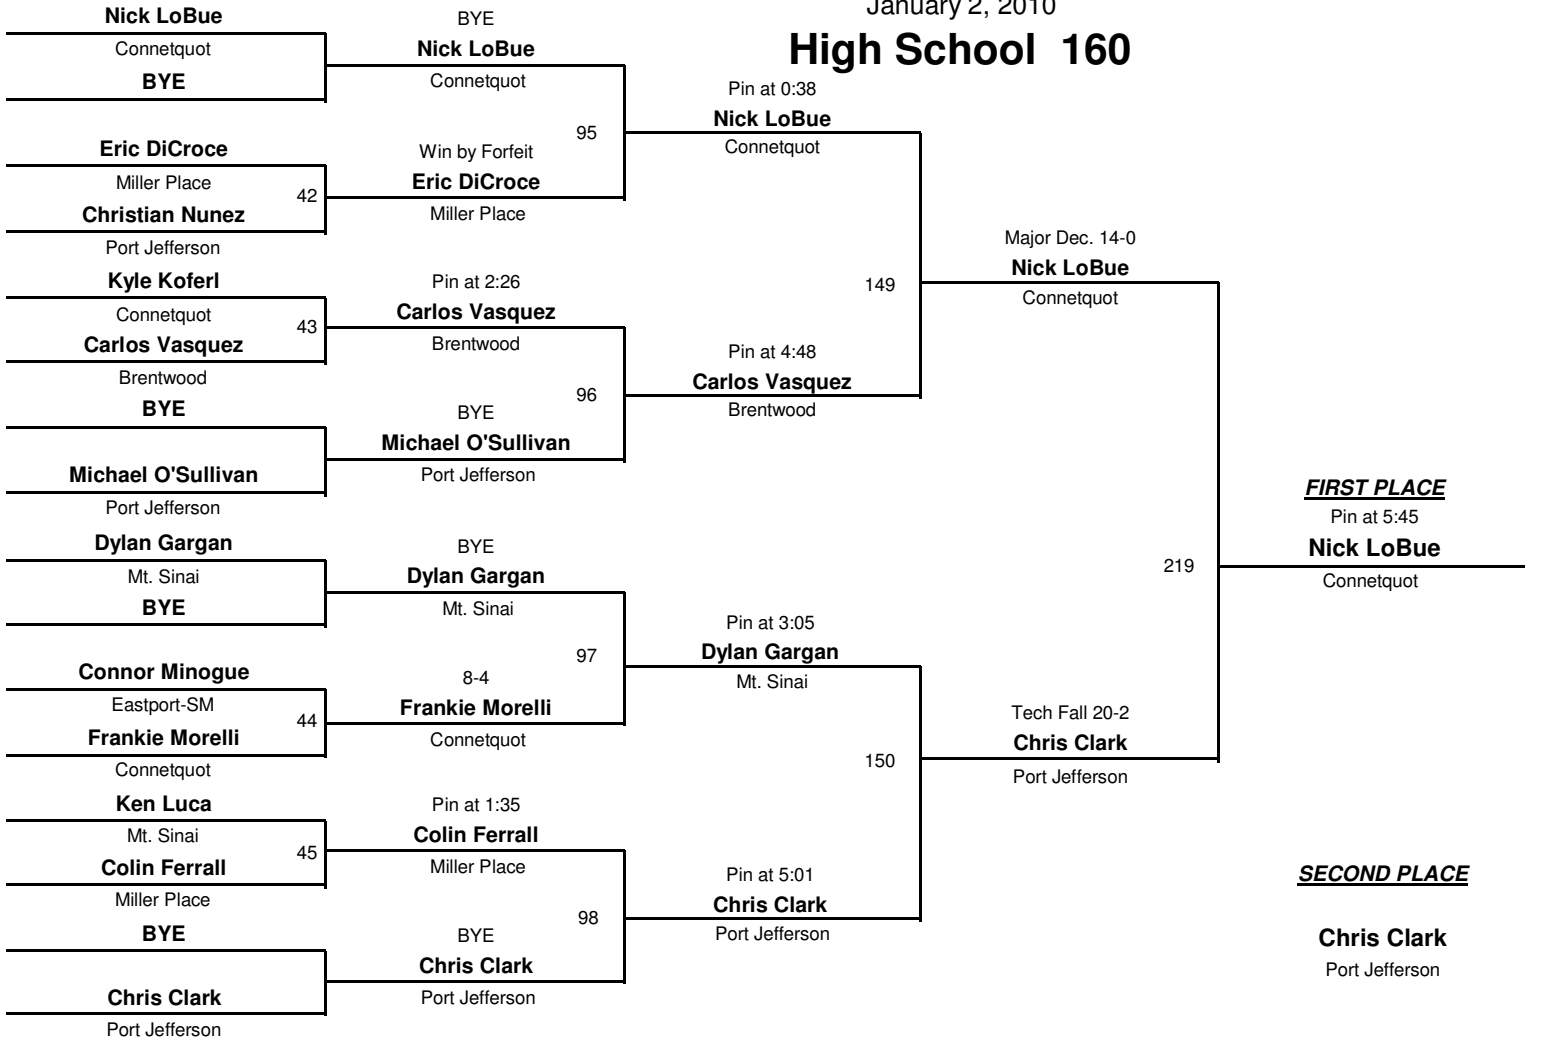 January 2, 2010
High School 160
Nick LoBue
Connetquot
BYE
Eric DiCroce
Miller Place
42
Christian Nunez
Port Jefferson
Kyle Koferl
Connetquot
43
Carlos Vasquez
Brentwood
BYE
Michael O'Sullivan
Port Jefferson
Dylan Gargan
Mt. Sinai
BYE
Connor Minogue
Eastport-SM
44
Frankie Morelli
Connetquot
Ken Luca
Mt. Sinai
45
Colin Ferrall
Miller Place
BYE
Chris Clark
Port Jefferson
BYE
Nick LoBue
Connetquot
95
Win by Forfeit
Eric DiCroce
Miller Place
Pin at 2:26
Carlos Vasquez
Brentwood
96
BYE
Michael O'Sullivan
Port Jefferson
BYE
Dylan Gargan
Mt. Sinai
97
8-4
Frankie Morelli
Connetquot
Pin at 1:35
Colin Ferrall
Miller Place
98
BYE
Chris Clark
Port Jefferson
Pin at 0:38
Nick LoBue
Connetquot
149
Pin at 4:48
Carlos Vasquez
Brentwood
Pin at 3:05
Dylan Gargan
Mt. Sinai
150
Pin at 5:01
Chris Clark
Port Jefferson
Major Dec. 14-0
Nick LoBue
Connetquot
219
Tech Fall 20-2
Chris Clark
Port Jefferson
FIRST PLACE
Pin at 5:45
Nick LoBue
Connetquot
SECOND PLACE
Chris Clark
Port Jefferson